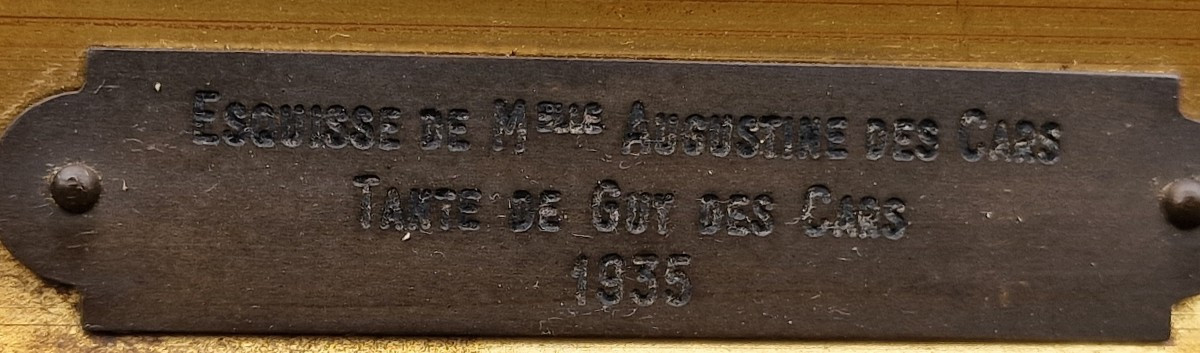 ESQUISSE DE MELLE AUGUSTINE DES CARS
TANTE DE GUY DES CARS
1935